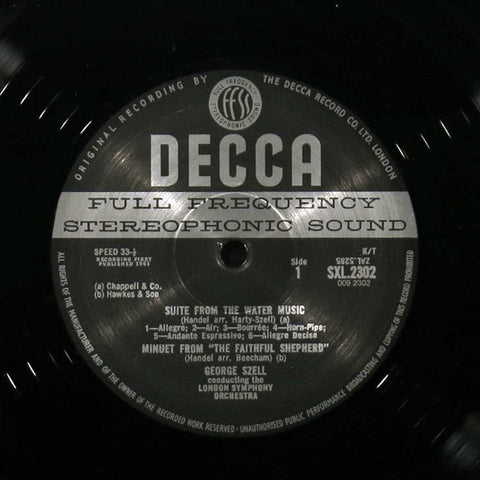 ORIGINAL RECORDING BY
THE DECCA RECORD CO. LTD. LONDON
FULL FREQUENCY
ffss
STEREOPHONIC SOUND
DECCA
FULL FREQUENCY
STEREOPHONIC SOUND
SPEED 33⅓
RECORDING FIRST
PUBLISHED 1961
K/T
ZAL.5285
Side
1
SXL.2302
009 2302
(a) Chappell & Co.
(b) Hawkes & Son
SUITE FROM THE WATER MUSIC
(Handel arr. Harty-Szell) (a)
1—Allegro; 2—Air; 3—Bourrée; 4—Horn-Pipe;
5—Andante Espressivo; 6—Allegro Deciso
MINUET FROM "THE FAITHFUL SHEPHERD"
(Handel arr. Beecham) (b)
GEORGE SZELL
conducting the
LONDON SYMPHONY
ORCHESTRA
ALL RIGHTS OF THE MANUFACTURER AND OF THE OWNER OF THE RECORDED WORK RESERVED · UNAUTHORISED PUBLIC PERFORMANCE BROADCASTING AND COPYING OF THIS RECORD PROHIBITED